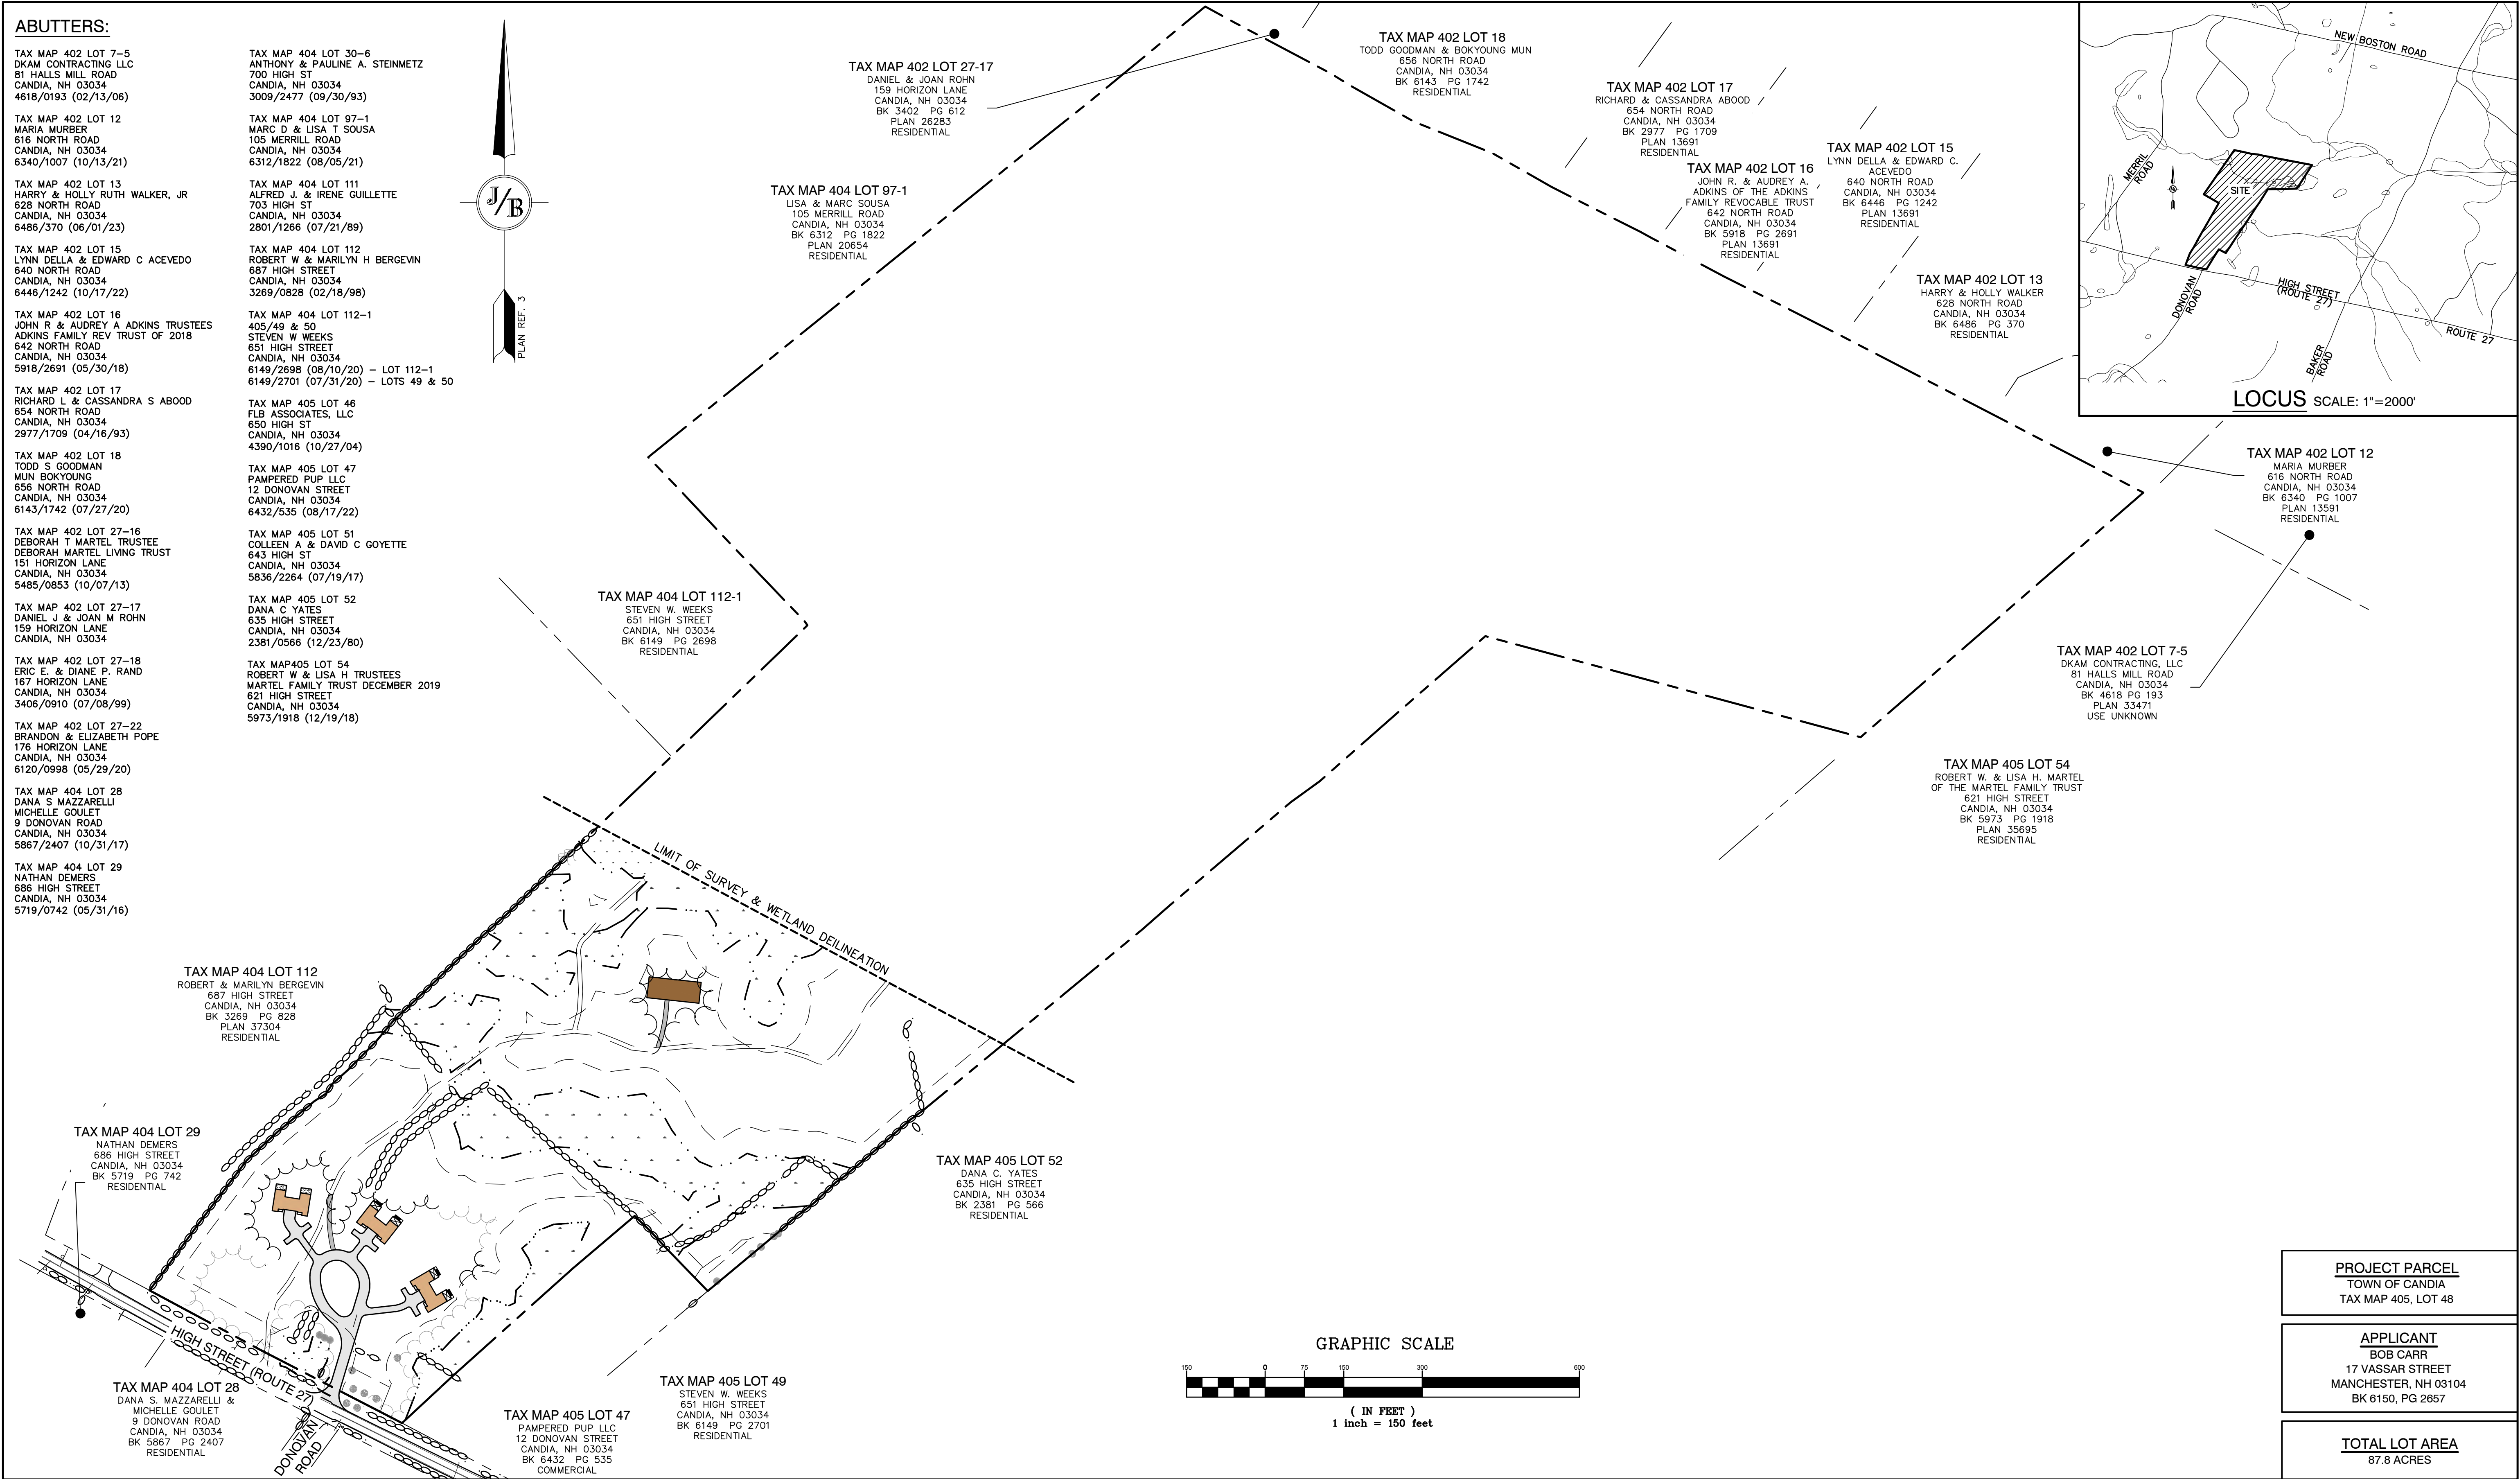 ABUTTERS:
TAX MAP 402 LOT 7-5
DKAM CONTRACTING LLC
81 HALLS MILL ROAD
CANDIA, NH 03034
4618/0193 (02/13/06)
TAX MAP 402 LOT 12
MARIA MURBER
616 NORTH ROAD
CANDIA, NH 03034
6340/1007 (10/13/21)
TAX MAP 402 LOT 13
HARRY & HOLLY RUTH WALKER, JR
628 NORTH ROAD
CANDIA, NH 03034
6486/370 (06/01/23)
TAX MAP 402 LOT 15
LYNN DELLA & EDWARD C ACEVEDO
640 NORTH ROAD
CANDIA, NH 03034
6446/1242 (10/17/22)
TAX MAP 402 LOT 16
JOHN R & AUDREY A ADKINS TRUSTEES
ADKINS FAMILY REV TRUST OF 2018
642 NORTH ROAD
CANDIA, NH 03034
5918/2691 (05/30/18)
TAX MAP 402 LOT 17
RICHARD L & CASSANDRA S ABOOD
654 NORTH ROAD
CANDIA, NH 03034
2977/1709 (04/16/93)
TAX MAP 402 LOT 18
TODD S GOODMAN
MUN BOKYOUNG
656 NORTH ROAD
CANDIA, NH 03034
6143/1742 (07/27/20)
TAX MAP 402 LOT 27-16
DEBORAH T MARTEL TRUSTEE
DEBORAH MARTEL LIVING TRUST
151 HORIZON LANE
CANDIA, NH 03034
5485/0853 (10/07/13)
TAX MAP 402 LOT 27-17
DANIEL J & JOAN M ROHN
159 HORIZON LANE
CANDIA, NH 03034
TAX MAP 402 LOT 27-18
ERIC E. & DIANE P. RAND
167 HORIZON LANE
CANDIA, NH 03034
3406/0910 (07/08/99)
TAX MAP 402 LOT 27-22
BRANDON & ELIZABETH POPE
176 HORIZON LANE
CANDIA, NH 03034
6120/0998 (05/29/20)
TAX MAP 404 LOT 28
DANA S MAZZARELLI
MICHELLE GOULET
9 DONOVAN ROAD
CANDIA, NH 03034
5867/2407 (10/31/17)
TAX MAP 404 LOT 29
NATHAN DEMERS
686 HIGH STREET
CANDIA, NH 03034
5719/0742 (05/31/16)
TAX MAP 404 LOT 30-6
ANTHONY & PAULINE A. STEINMETZ
700 HIGH ST
CANDIA, NH 03034
3009/2477 (09/30/93)
TAX MAP 404 LOT 97-1
MARC D & LISA T SOUSA
105 MERRILL ROAD
CANDIA, NH 03034
6312/1822 (08/05/21)
TAX MAP 404 LOT 111
ALFRED J. & IRENE GUILLETTE
703 HIGH ST
CANDIA, NH 03034
2801/1266 (07/21/89)
TAX MAP 404 LOT 112
ROBERT W & MARILYN H BERGEVIN
687 HIGH STREET
CANDIA, NH 03034
3269/0828 (02/18/98)
TAX MAP 404 LOT 112-1
405/49 & 50
STEVEN W WEEKS
651 HIGH STREET
CANDIA, NH 03034
6149/2698 (08/10/20) - LOT 112-1
6149/2701 (07/31/20) - LOTS 49 & 50
TAX MAP 405 LOT 46
FLB ASSOCIATES, LLC
650 HIGH ST
CANDIA, NH 03034
4390/1016 (10/27/04)
TAX MAP 405 LOT 47
PAMPERED PUP LLC
12 DONOVAN STREET
CANDIA, NH 03034
6432/535 (08/17/22)
TAX MAP 405 LOT 51
COLLEEN A & DAVID C GOYETTE
643 HIGH ST
CANDIA, NH 03034
5836/2264 (07/19/17)
TAX MAP 405 LOT 52
DANA C YATES
635 HIGH STREET
CANDIA, NH 03034
2381/0566 (12/23/80)
TAX MAP405 LOT 54
ROBERT W & LISA H TRUSTEES
MARTEL FAMILY TRUST DECEMBER 2019
621 HIGH STREET
CANDIA, NH 03034
5973/1918 (12/19/18)
J/B
PLAN REF. 3
TAX MAP 402 LOT 27-17
DANIEL & JOAN ROHN
159 HORIZON LANE
CANDIA, NH 03034
BK 3402 PG 612
PLAN 26283
RESIDENTIAL
TAX MAP 404 LOT 97-1
LISA & MARC SOUSA
105 MERRILL ROAD
CANDIA, NH 03034
BK 6312 PG 1822
PLAN 20654
RESIDENTIAL
TAX MAP 402 LOT 18
TODD GOODMAN & BOKYOUNG MUN
656 NORTH ROAD
CANDIA, NH 03034
BK 6143 PG 1742
RESIDENTIAL
TAX MAP 402 LOT 17
RICHARD & CASSANDRA ABOOD
654 NORTH ROAD
CANDIA, NH 03034
BK 2977 PG 1709
PLAN 13691
RESIDENTIAL
TAX MAP 402 LOT 16
JOHN R. & AUDREY A.
ADKINS OF THE ADKINS
FAMILY REVOCABLE TRUST
642 NORTH ROAD
CANDIA, NH 03034
BK 5918 PG 2691
PLAN 13691
RESIDENTIAL
TAX MAP 402 LOT 15
LYNN DELLA & EDWARD C.
ACEVEDO
640 NORTH ROAD
CANDIA, NH 03034
BK 6446 PG 1242
PLAN 13691
RESIDENTIAL
TAX MAP 402 LOT 13
HARRY & HOLLY WALKER
628 NORTH ROAD
CANDIA, NH 03034
BK 6486 PG 370
RESIDENTIAL
NEW BOSTON ROAD
MERRIL
ROAD
SITE
DONOVAN
ROAD
HIGH STREET
(ROUTE 27)
BAKER
ROAD
ROUTE 27
LOCUS SCALE: 1"=2000'
TAX MAP 402 LOT 12
MARIA MURBER
616 NORTH ROAD
CANDIA, NH 03034
BK 6340 PG 1007
PLAN 13591
RESIDENTIAL
TAX MAP 404 LOT 112-1
STEVEN W. WEEKS
651 HIGH STREET
CANDIA, NH 03034
BK 6149 PG 2698
RESIDENTIAL
TAX MAP 402 LOT 7-5
DKAM CONTRACTING, LLC
81 HALLS MILL ROAD
CANDIA, NH 03034
BK 4618 PG 193
PLAN 33471
USE UNKNOWN
TAX MAP 405 LOT 54
ROBERT W. & LISA H. MARTEL
OF THE MARTEL FAMILY TRUST
621 HIGH STREET
CANDIA, NH 03034
BK 5973 PG 1918
PLAN 35695
RESIDENTIAL
LIMIT OF SURVEY & WETLAND DEILINEATION
TAX MAP 404 LOT 112
ROBERT & MARILYN BERGEVIN
687 HIGH STREET
CANDIA, NH 03034
BK 3269 PG 828
PLAN 37304
RESIDENTIAL
TAX MAP 404 LOT 29
NATHAN DEMERS
686 HIGH STREET
CANDIA, NH 03034
BK 5719 PG 742
RESIDENTIAL
TAX MAP 405 LOT 52
DANA C. YATES
635 HIGH STREET
CANDIA, NH 03034
BK 2381 PG 566
RESIDENTIAL
HIGH STREET (ROUTE 27)
TAX MAP 404 LOT 28
DANA S. MAZZARELLI &
MICHELLE GOULET
9 DONOVAN ROAD
CANDIA, NH 03034
BK 5867 PG 2407
RESIDENTIAL
DONOVAN
ROAD
TAX MAP 405 LOT 47
PAMPERED PUP LLC
12 DONOVAN STREET
CANDIA, NH 03034
BK 6432 PG 535
COMMERCIAL
TAX MAP 405 LOT 49
STEVEN W. WEEKS
651 HIGH STREET
CANDIA, NH 03034
BK 6149 PG 2701
RESIDENTIAL
GRAPHIC SCALE
150 0 75 150 300 600
( IN FEET )
1 inch = 150 feet
PROJECT PARCEL
TOWN OF CANDIA
TAX MAP 405, LOT 48
APPLICANT
BOB CARR
17 VASSAR STREET
MANCHESTER, NH 03104
BK 6150, PG 2657
TOTAL LOT AREA
87.8 ACRES